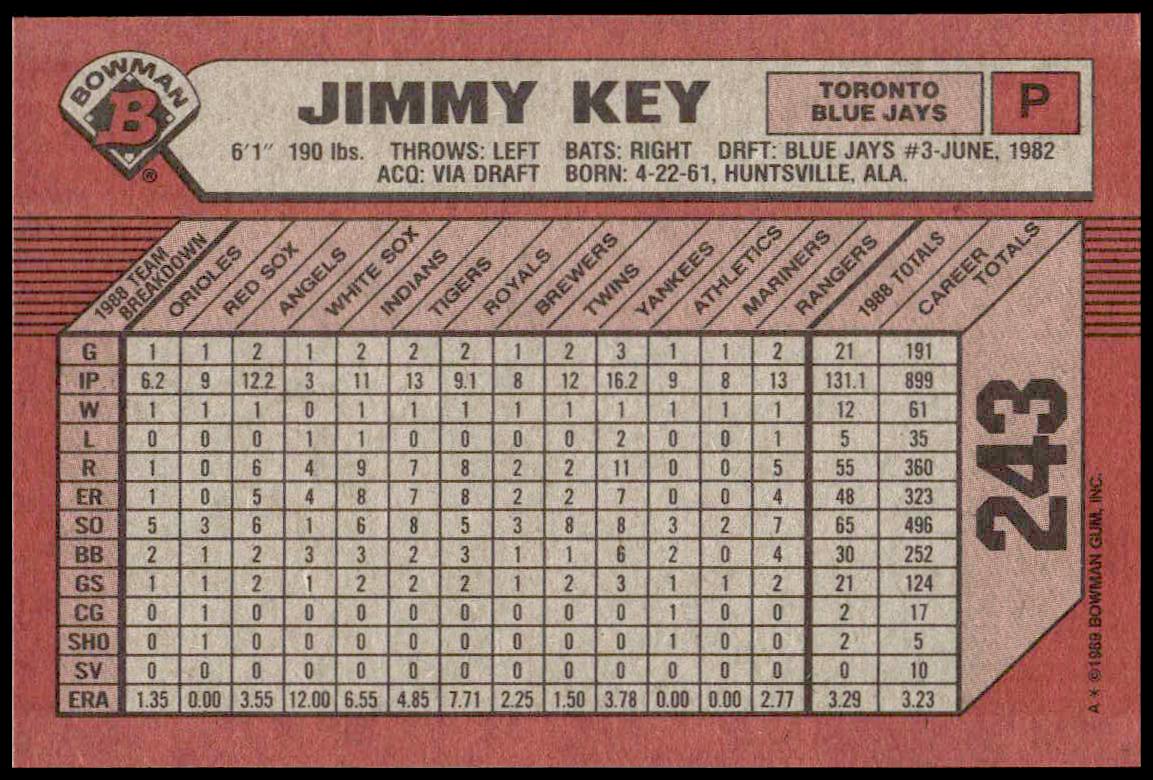 BOWMAN
B
®
JIMMY KEY
TORONTO
BLUE JAYS
P
6'1" 190 lbs. THROWS: LEFT BATS: RIGHT DRFT: BLUE JAYS #3-JUNE, 1982
ACQ: VIA DRAFT BORN: 4-22-61, HUNTSVILLE, ALA.
1988 TEAM BREAKDOWN ORIOLES RED SOX ANGELS WHITE SOX INDIANS TIGERS ROYALS BREWERS TWINS YANKEES ATHLETICS MARINERS RANGERS 1988 TOTALS CAREER TOTALS
G 1 1 2 1 2 2 2 1 2 3 1 1 2 21 191
IP 6.2 9 12.2 3 11 13 9.1 8 12 16.2 9 8 13 131.1 899
W 1 1 1 0 1 1 1 1 1 1 1 1 1 12 61
L 0 0 0 1 1 0 0 0 0 2 0 0 1 5 35
R 1 0 6 4 9 7 8 2 2 11 0 0 5 55 360
ER 1 0 5 4 8 7 8 2 2 7 0 0 4 48 323
SO 5 3 6 1 6 8 5 3 8 8 3 2 7 65 496
BB 2 1 2 3 3 2 3 1 1 6 2 0 4 30 252
GS 1 1 2 1 2 2 2 1 2 3 1 1 2 21 124
CG 0 1 0 0 0 0 0 0 0 0 1 0 0 2 17
SHO 0 1 0 0 0 0 0 0 0 0 1 0 0 2 5
SV 0 0 0 0 0 0 0 0 0 0 0 0 0 0 10
ERA 1.35 0.00 3.55 12.00 6.55 4.85 7.71 2.25 1.50 3.78 0.00 0.00 2.77 3.29 3.23
243
A * ©1989 BOWMAN GUM, INC.